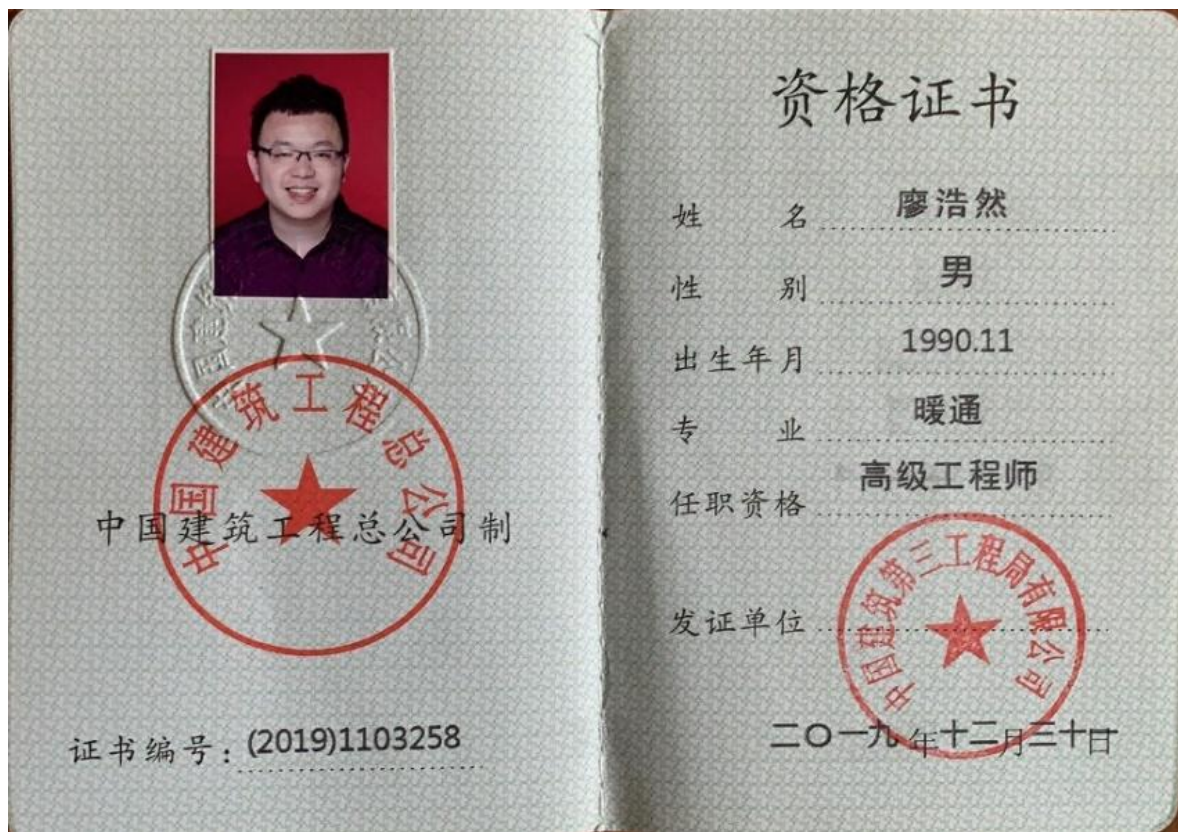 中国建筑工程总公司
中国建筑工程总公司制
证书编号：(2019)1103258
资格证书
姓名 廖浩然
性别 男
出生年月 1990.11
专业 暖通
任职资格 高级工程师
发证单位
中国建筑第三工程局有限公司
二〇一九年十二月三十日